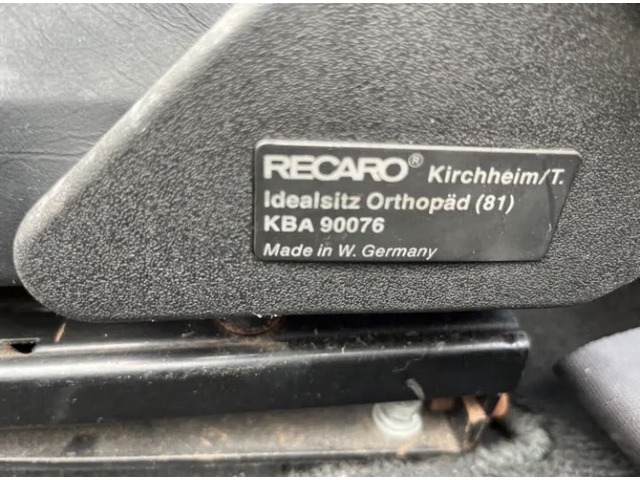 RECARO® Kirchheim/T.
Idealsitz Orthopäd (81)
KBA 90076
Made in W. Germany